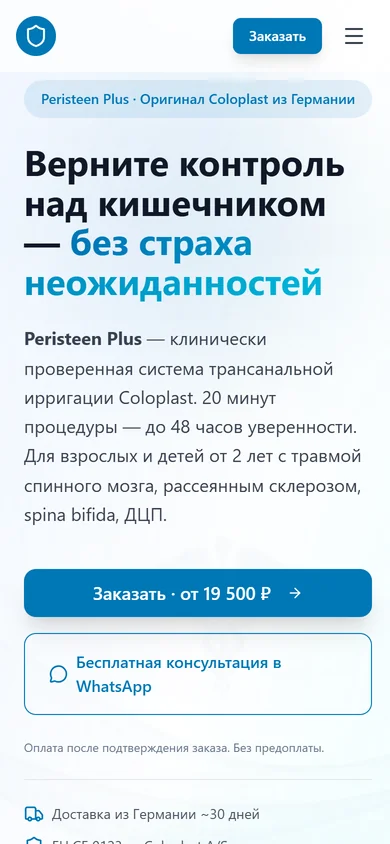 Заказать
Peristeen Plus · Оригинал Coloplast из Германии
Верните контроль
над кишечником
— без страха
неожиданностей
Peristeen Plus — клинически
проверенная система трансанальной
ирригации Coloplast. 20 минут
процедуры — до 48 часов уверенности.
Для взрослых и детей от 2 лет с травмой
спинного мозга, рассеянным склерозом,
spina bifida, ДЦП.
Заказать · от 19 500 ₽ →
Бесплатная консультация в
WhatsApp
Оплата после подтверждения заказа. Без предоплаты.
Доставка из Германии ~30 дней